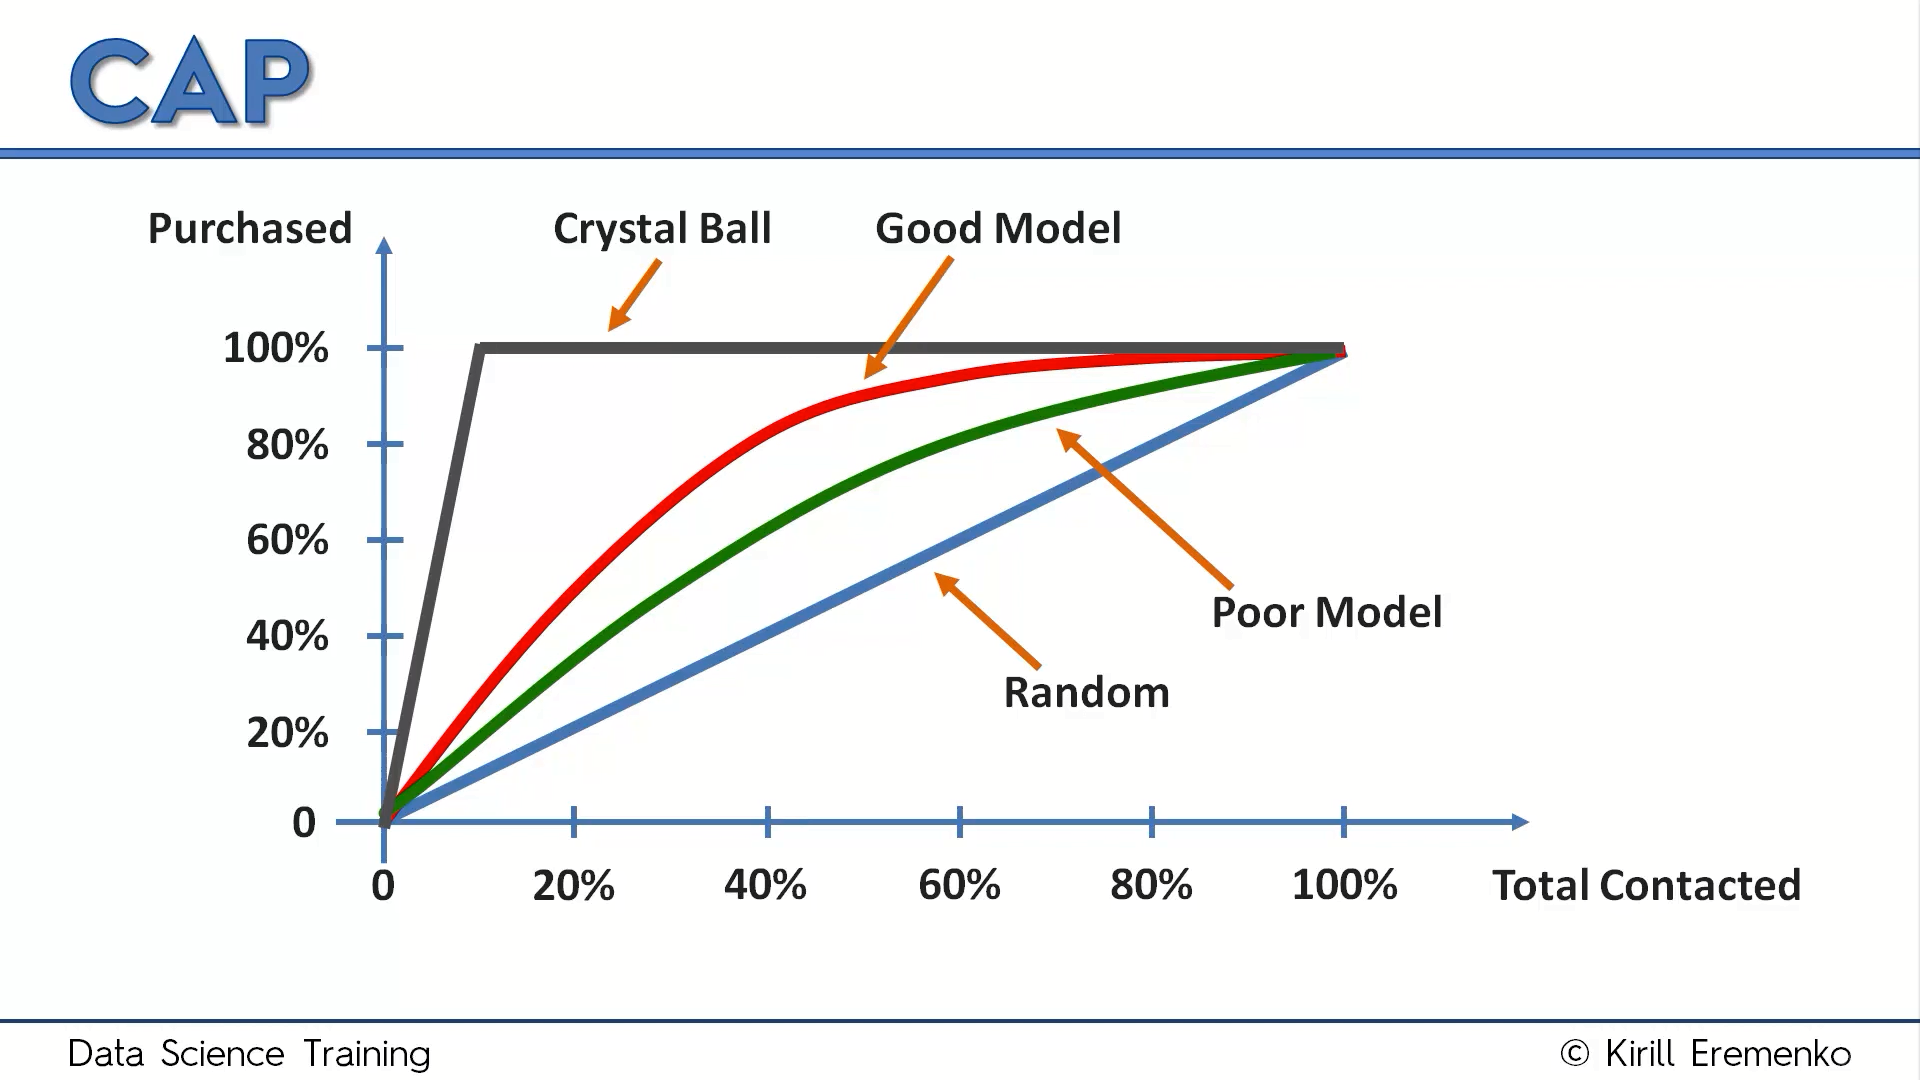 CAP
Purchased
Crystal Ball
Good Model
100%
80%
60%
40%
20%
0
Poor Model
Random
0
20%
40%
60%
80%
100%
Total Contacted
Data Science Training
© Kirill Eremenko